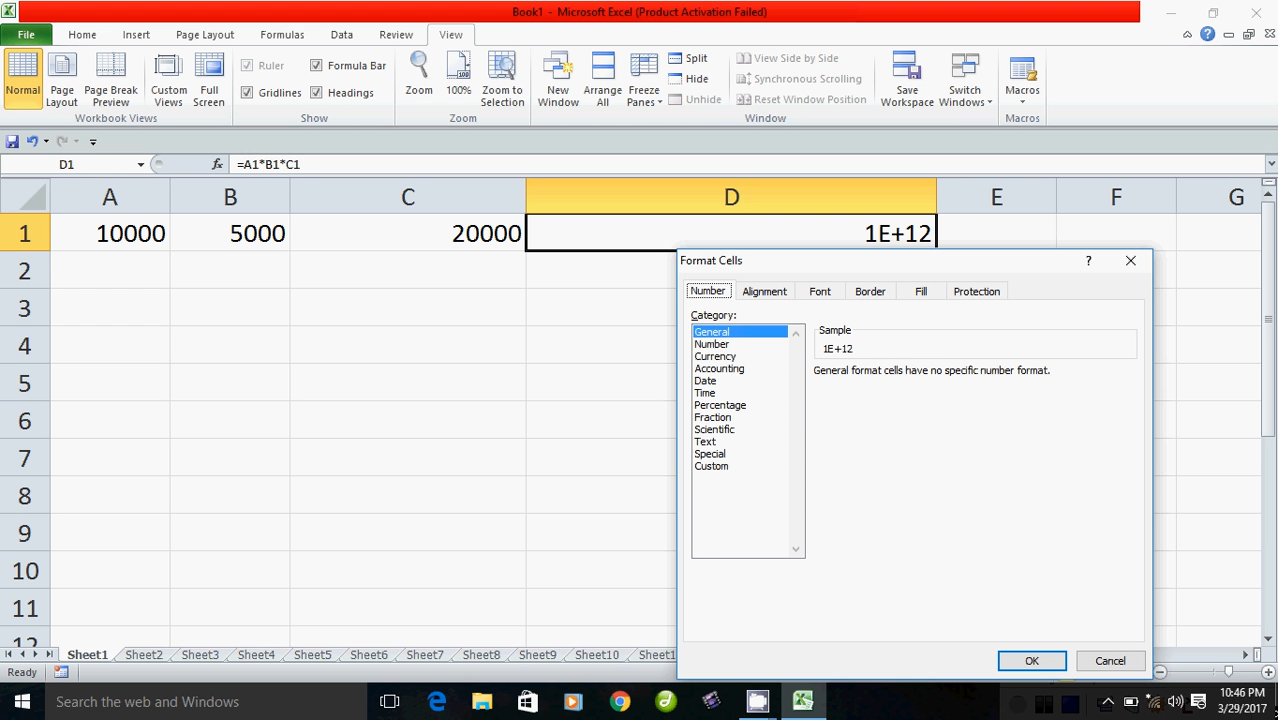 Book1 - Microsoft Excel (Product Activation Failed)
File Home Insert Page Layout Formulas Data Review View
Normal
Page Layout
Page Break Preview
Custom Views
Full Screen
Workbook Views
Ruler
Formula Bar
Gridlines
Headings
Show
Zoom
100%
Zoom to Selection
Zoom
New Window
Arrange All
Freeze Panes
Split
Hide
Unhide
View Side by Side
Synchronous Scrolling
Reset Window Position
Window
Save Workspace
Switch Windows
Macros
Macros
D1 fx =A1*B1*C1
A B C D E F G
1 10000 5000 20000 1E+12
2
3
4
5
6
7
8
9
10
11
12
Format Cells
Number Alignment Font Border Fill Protection
Category:
General
Number
Currency
Accounting
Date
Time
Percentage
Fraction
Scientific
Text
Special
Custom
Sample
1E+12
General format cells have no specific number format.
OK Cancel
Sheet1 Sheet2 Sheet3 Sheet4 Sheet5 Sheet6 Sheet7 Sheet8 Sheet9 Sheet10 Sheet1
Ready
Search the web and Windows
10:46 PM
3/29/2017